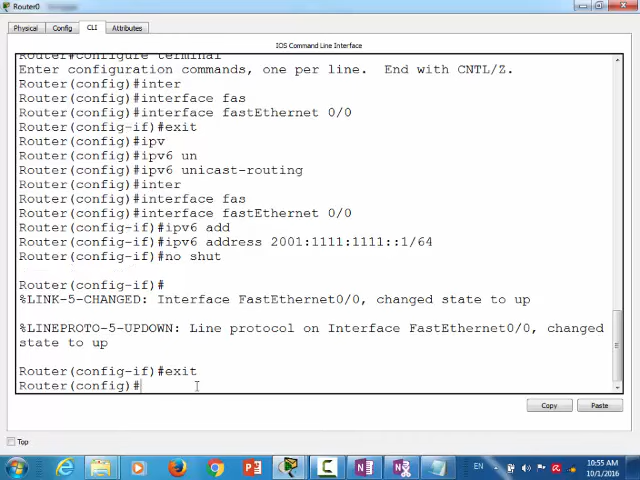 Router0
Physical Config CLI Attributes
IOS Command Line Interface
Router#configure terminal
Enter configuration commands, one per line.  End with CNTL/Z.
Router(config)#inter
Router(config)#interface fas
Router(config)#interface fastEthernet 0/0
Router(config-if)#exit
Router(config)#ipv
Router(config)#ipv6 un
Router(config)#ipv6 unicast-routing
Router(config)#inter
Router(config)#interface fas
Router(config)#interface fastEthernet 0/0
Router(config-if)#ipv6 add
Router(config-if)#ipv6 address 2001:1111:1111::1/64
Router(config-if)#no shut
Router(config-if)#
%LINK-5-CHANGED: Interface FastEthernet0/0, changed state to up
%LINEPROTO-5-UPDOWN: Line protocol on Interface FastEthernet0/0, changed
state to up
Router(config-if)#exit
Router(config)#
Copy Paste
Top
EN 10:55 AM
10/1/2016